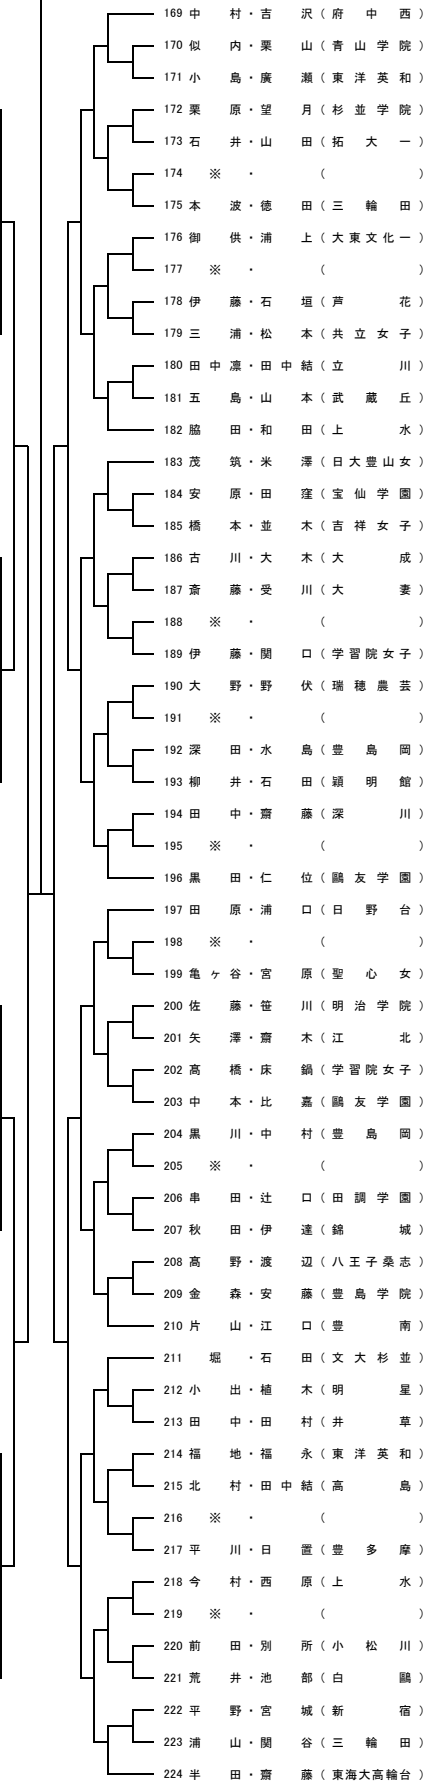 169 中村・吉沢（府中西）
170 似内・栗山（青山学院）
171 小島・廣瀬（東洋英和）
172 栗原・望月（杉並学院）
173 石井・山田（拓大一）
174 ※・（）
175 本波・徳田（三輪田）
176 御供・浦上（大東文化一）
177 ※・（）
178 伊藤・石垣（芦花）
179 三浦・松本（共立女子）
180 田中凛・田中結（立川）
181 五島・山本（武蔵丘）
182 脇田・和田（上水）
183 茂筑・米澤（日大豊山女）
184 安原・田窪（宝仙学園）
185 橋本・並木（吉祥女子）
186 古川・大木（大成）
187 斎藤・受川（大妻）
188 ※・（）
189 伊藤・関口（学習院女子）
190 大野・野伏（瑞穂農芸）
191 ※・（）
192 深田・水島（豊島岡）
193 柳井・石田（穎明館）
194 田中・齋藤（深川）
195 ※・（）
196 黒田・仁位（鷗友学園）
197 田原・浦口（日野台）
198 ※・（）
199 亀ヶ谷・宮原（聖心女）
200 佐藤・笹川（明治学院）
201 矢澤・齋木（江北）
202 髙橋・床鍋（学習院女子）
203 中本・比嘉（鷗友学園）
204 黒川・中村（豊島岡）
205 ※・（）
206 串田・辻口（田調学園）
207 秋田・伊達（錦城）
208 髙野・渡辺（八王子桑志）
209 金森・安藤（豊島学院）
210 片山・江口（豊南）
211 堀・石田（文大杉並）
212 小出・植木（明星）
213 田中・田村（井草）
214 福地・福永（東洋英和）
215 北村・田中結（高島）
216 ※・（）
217 平川・日置（豊多摩）
218 今村・西原（上水）
219 ※・（）
220 前田・別所（小松川）
221 荒井・池部（白鷗）
222 平野・宮城（新宿）
223 浦山・関谷（三輪田）
224 半田・齋藤（東海大高輪台）